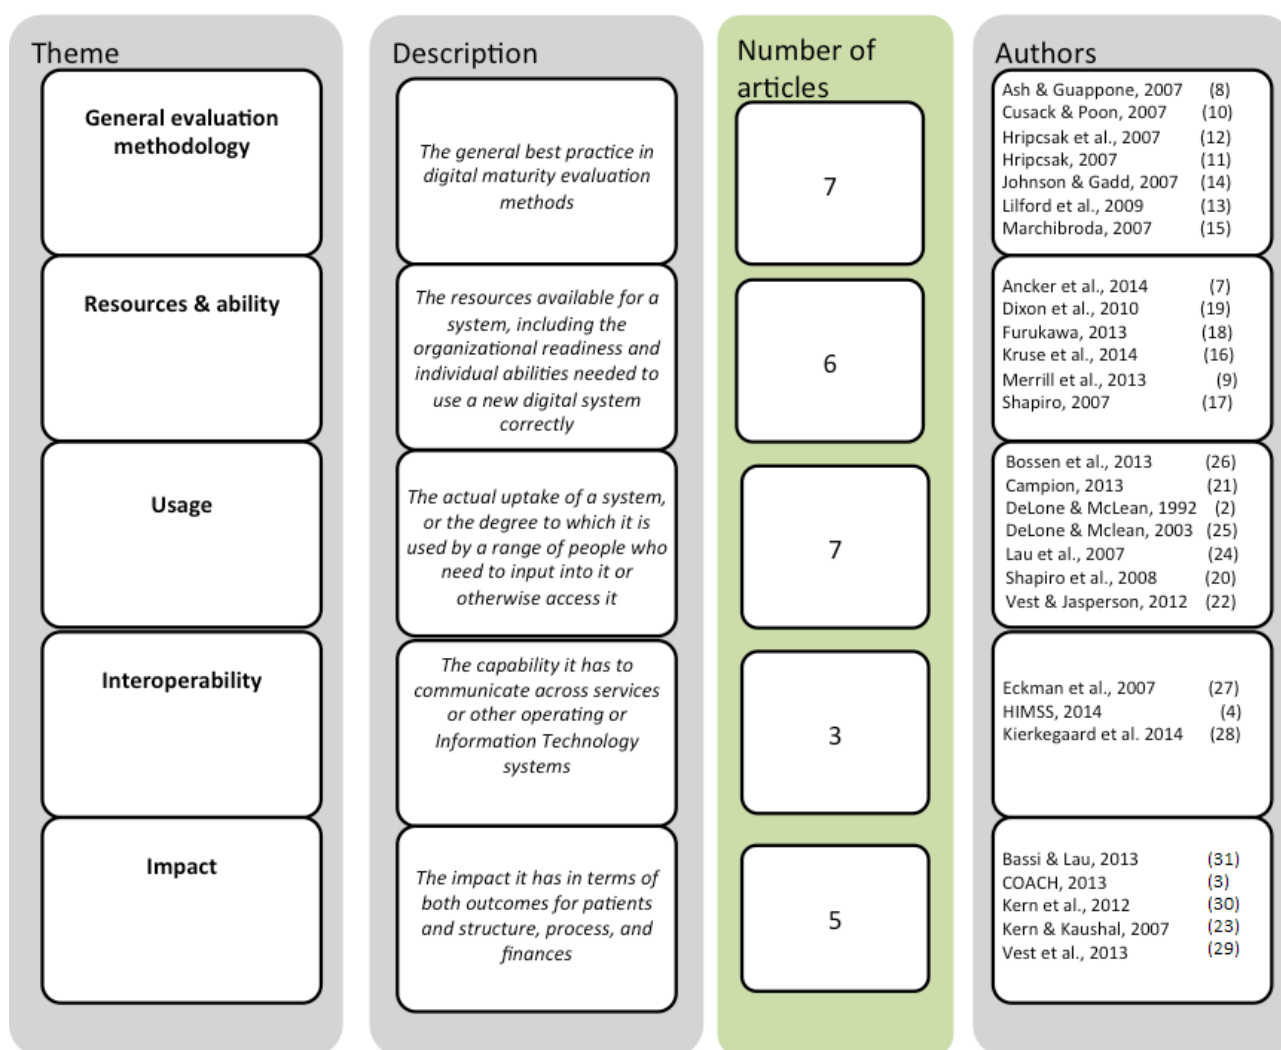 Theme
General evaluation
methodology
Resources & ability
Usage
Interoperability
Impact
Description
The general best practice in
digital maturity evaluation
methods
The resources available for a
system, including the
organizational readiness and
individual abilities needed to
use a new digital system
correctly
The actual uptake of a system,
or the degree to which it is
used by a range of people who
need to input into it or
otherwise access it
The capability it has to
communicate across services
or other operating or
Information Technology
systems
The impact it has in terms of
both outcomes for patients
and structure, process, and
finances
Number of
articles
7
6
7
3
5
Authors
Ash & Guappone, 2007 (8)
Cusack & Poon, 2007 (10)
Hripcsak et al., 2007 (12)
Hripcsak, 2007 (11)
Johnson & Gadd, 2007 (14)
Lilford et al., 2009 (13)
Marchibroda, 2007 (15)
Ancker et al., 2014 (7)
Dixon et al., 2010 (19)
Furukawa, 2013 (18)
Kruse et al., 2014 (16)
Merrill et al., 2013 (9)
Shapiro, 2007 (17)
Bossen et al., 2013 (26)
Campion, 2013 (21)
DeLone & McLean, 1992 (2)
DeLone & Mclean, 2003 (25)
Lau et al., 2007 (24)
Shapiro et al., 2008 (20)
Vest & Jasperson, 2012 (22)
Eckman et al., 2007 (27)
HIMSS, 2014 (4)
Kierkegaard et al. 2014 (28)
Bassi & Lau, 2013 (31)
COACH, 2013 (3)
Kern et al., 2012 (30)
Kern & Kaushal, 2007 (23)
Vest et al., 2013 (29)